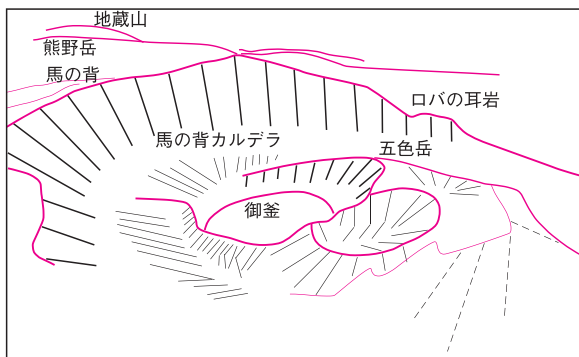 地蔵山
熊野岳
馬の背
ロバの耳岩
馬の背カルデラ
五色岳
御釜